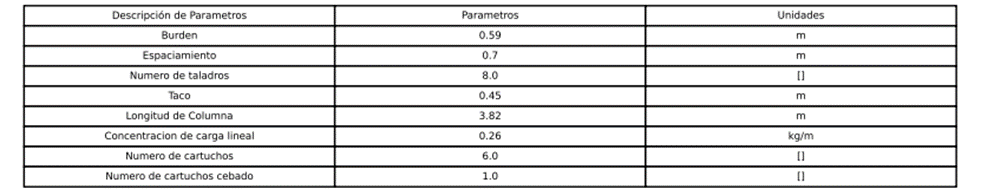 Descripción de Parametros Parametros Unidades
Burden 0.59 m
Espaciamiento 0.7 m
Numero de taladros 8.0 []
Taco 0.45 m
Longitud de Columna 3.82 m
Concentracion de carga lineal 0.26 kg/m
Numero de cartuchos 6.0 []
Numero de cartuchos cebado 1.0 []